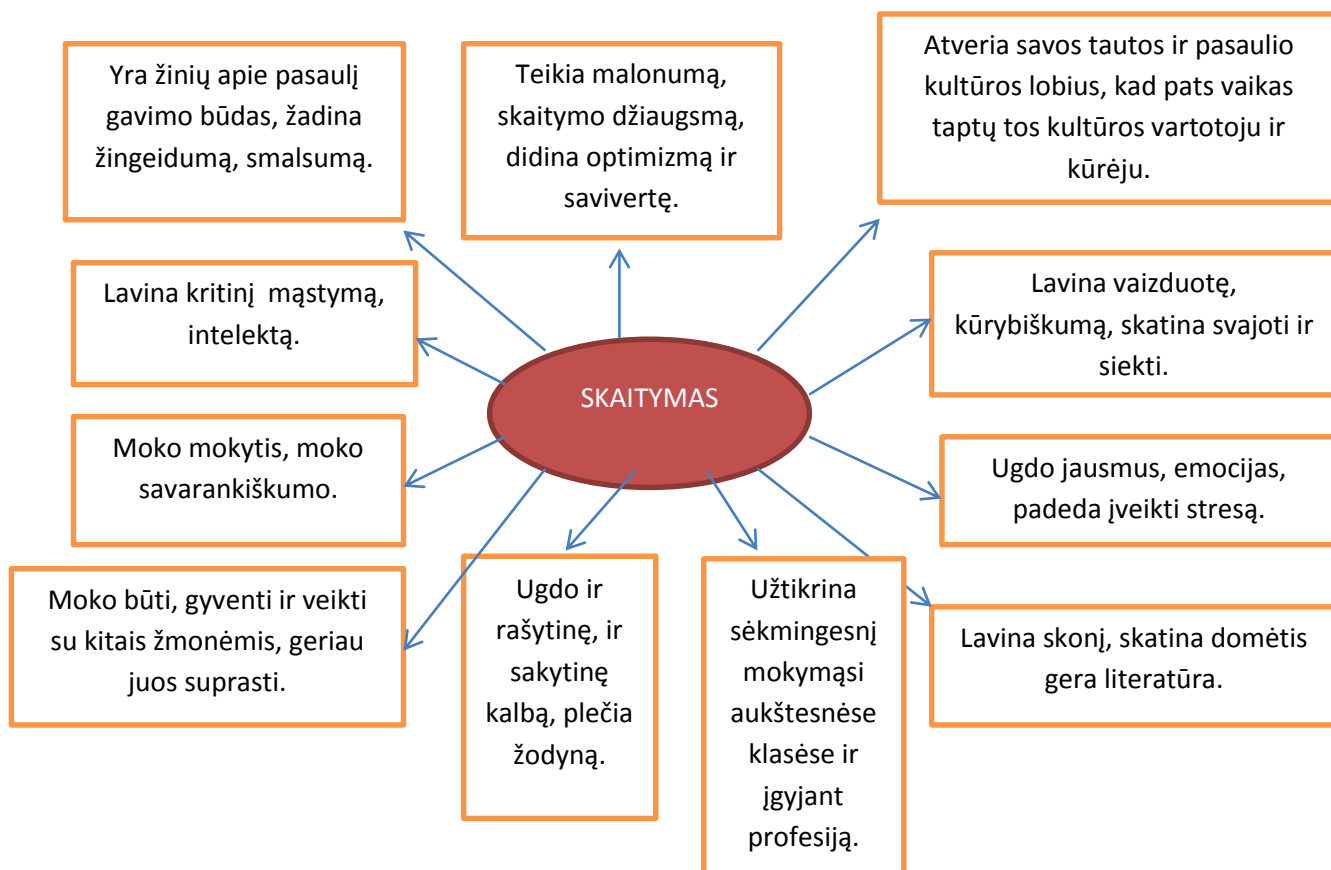 Yra žinių apie pasaulį
gavimo būdas, žadina
žingeidumą, smalsumą.
Teikia malonumą,
skaitymo džiaugsmą,
didina optimizmą ir
savivertę.
Atveria savos tautos ir pasaulio
kultūros lobius, kad pats vaikas
taptų tos kultūros vartotoju ir
kūrėju.
Lavina kritinį  mąstymą,
intelektą.
Lavina vaizduotę,
kūrybiškumą, skatina svajoti ir
siekti.
SKAITYMAS
Moko mokytis, moko
savarankiškumo.
Ugdo jausmus, emocijas,
padeda įveikti stresą.
Moko būti, gyventi ir veikti
su kitais žmonėmis, geriau
juos suprasti.
Ugdo ir
rašytinę, ir
sakytinę
kalbą, plečia
žodyną.
Užtikrina
sėkmingesnį
mokymąsi
aukštesnėse
klasėse ir
įgyjant
profesiją.
Lavina skonį, skatina domėtis
gera literatūra.